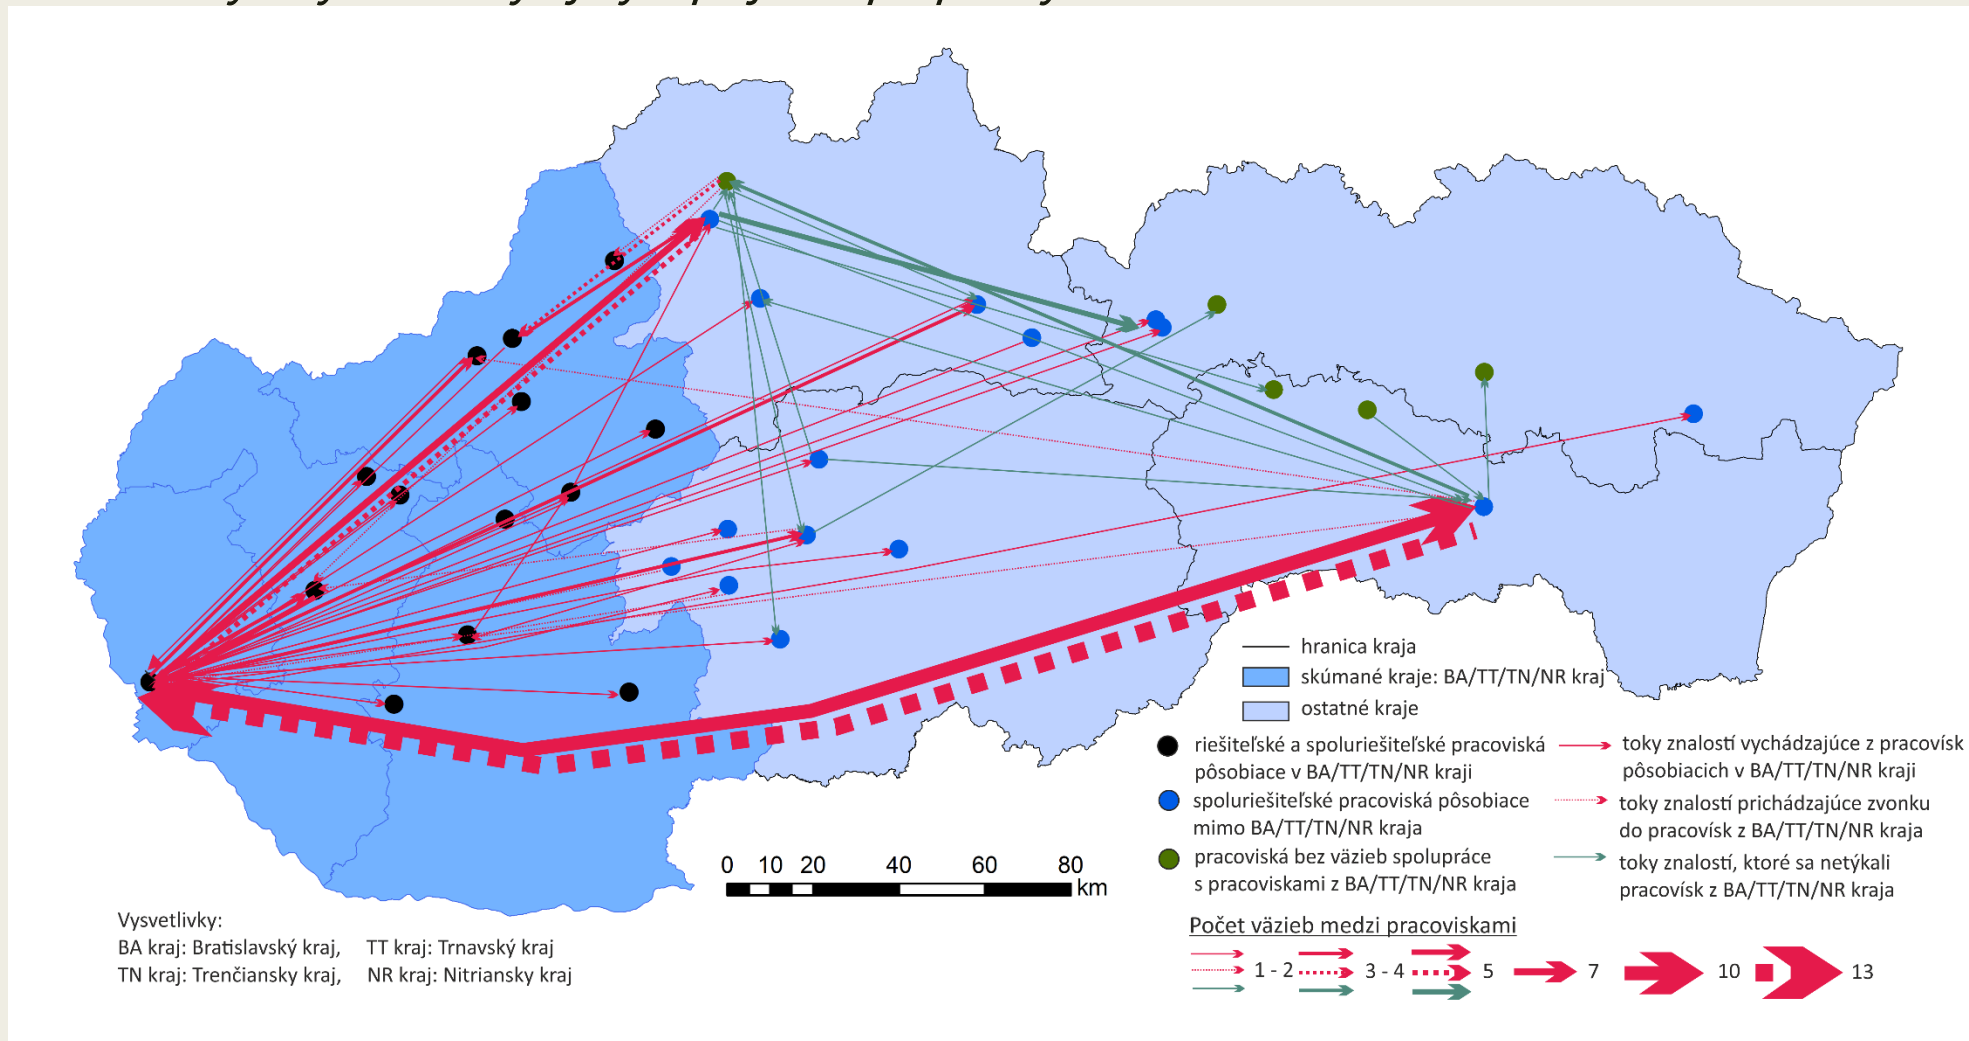 hranica kraja
skúmané kraje: BA/TT/TN/NR kraj
ostatné kraje
riešiteľské a spoluriešiteľské pracoviská
pôsobiace v BA/TT/TN/NR kraji
spoluriešiteľské pracoviská pôsobiace
mimo BA/TT/TN/NR kraja
pracoviská bez väzieb spolupráce
s pracoviskami z BA/TT/TN/NR kraja
toky znalostí vychádzajúce z pracovísk
pôsobiacich v BA/TT/TN/NR kraji
toky znalostí prichádzajúce zvonku
do pracovísk z BA/TT/TN/NR kraja
toky znalostí, ktoré sa netýkali
pracovísk z BA/TT/TN/NR kraja
0 10 20 40 60 80
km
Vysvetlivky:
BA kraj: Bratislavský kraj, TT kraj: Trnavský kraj
TN kraj: Trenčiansky kraj, NR kraj: Nitriansky kraj
Počet väzieb medzi pracoviskami
1 - 2 3 - 4 5 7 10 13